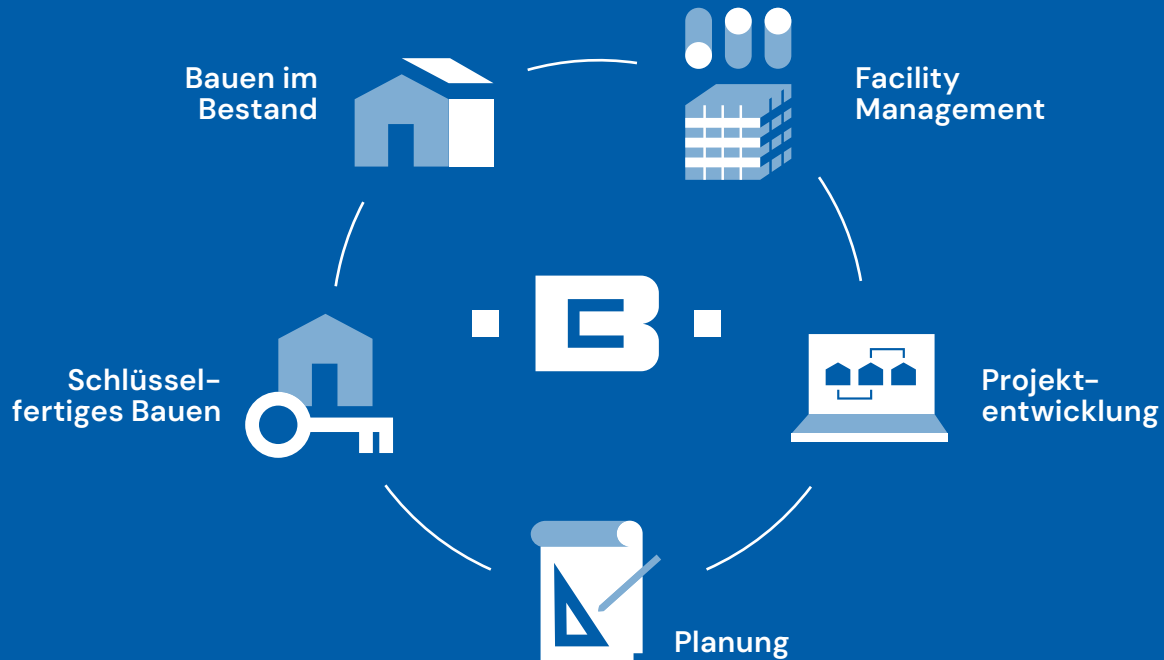 Bauen im
Bestand
Facility
Management
Schlüssel-
fertiges Bauen
B
Projekt-
entwicklung
Planung